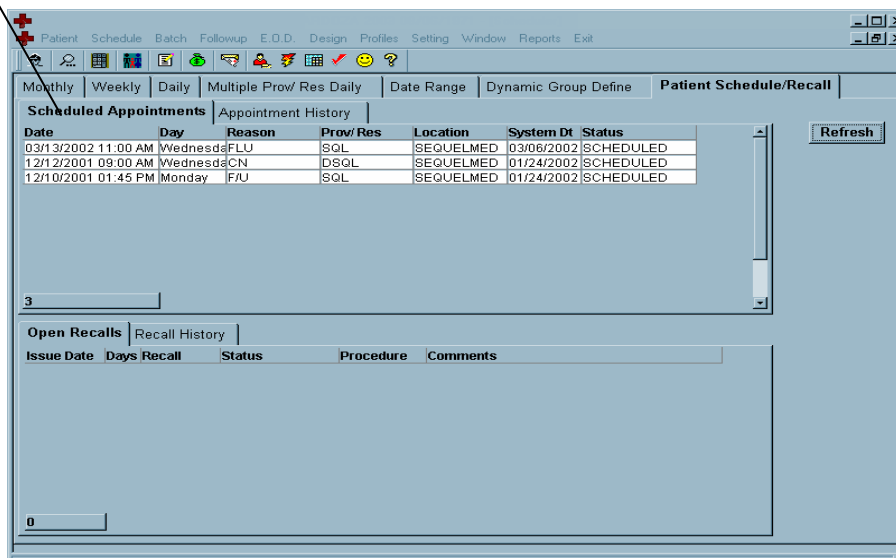 Patient Schedule Batch Followup E.O.D. Design Profiles Setting Window Reports Exit
Monthly Weekly Daily Multiple Prov/ Res Daily Date Range Dynamic Group Define Patient Schedule/Recall
Scheduled Appointments Appointment History
Refresh
Date Day Reason Prov/ Res Location System Dt Status
03/13/2002 11:00 AM Wednesda FLU SQL SEQUELMED 03/06/2002 SCHEDULED
12/12/2001 09:00 AM Wednesda CN DSQL SEQUELMED 01/24/2002 SCHEDULED
12/10/2001 01:45 PM Monday F/U SQL SEQUELMED 01/24/2002 SCHEDULED
3
Open Recalls Recall History
Issue Date Days Recall Status Procedure Comments
0